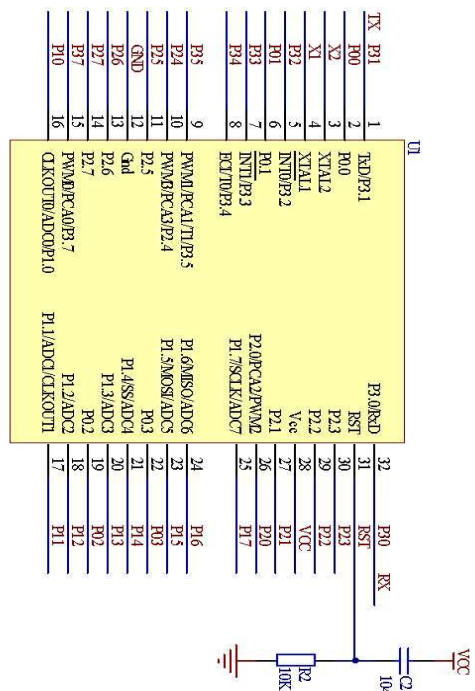 U1
VCC
TX P31 1 TxD/P3.1 P3.0/RxD 32 P30 RX
P00 2 P0.0 RST 31 RST
C2
X2 3 XTAL2 P2.3 30 P23
X1 4 XTAL1 P2.2 29 P22
P32 5 INT0/P3.2 Vcc 28 VCC
P01 6 P0.1 P2.1 27 P21
R2
10K
P33 7 INT1/P3.3 P2.0/PCA2/PWM2 26 P20
P34 8 ECI/T0/P3.4 P1.7/SCLK/ADC7 25 P17
P35 9 PWM1/PCA1/T1/P3.5 P1.6/MISO/ADC6 24 P16
P24 10 PWM3/PCA3/P2.4 P1.5/MOSI/ADC5 23 P15
P25 11 P2.5 P0.3 22 P03
GND 12 Gnd P1.4/SS/ADC4 21 P14
P26 13 P2.6 P1.3/ADC3 20 P13
P27 14 P2.7 P0.2 19 P02
P37 15 PWM0/PCA0/P3.7 P1.2/ADC2 18 P12
P10 16 CLKOUT0/ADC0/P1.0 P1.1/ADC1/CLKOUT1 17 P11